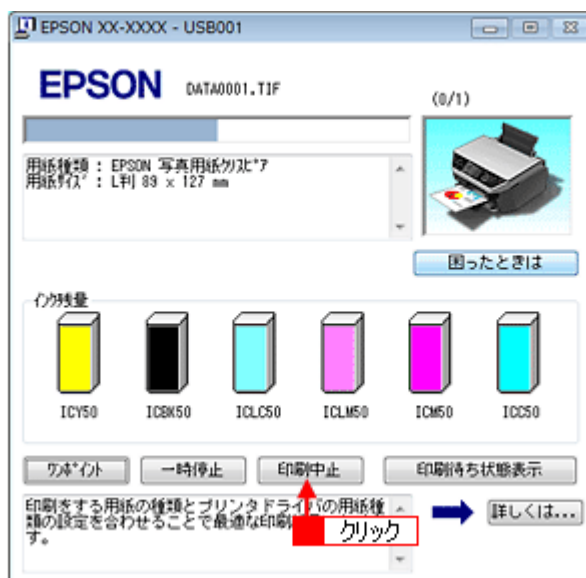 EPSON XX-XXXX - USB001
EPSON DATA0001.TIF
(0/1)
用紙種類 : EPSON 写真用紙クリスピア
用紙サイズ : L判 89 x 127 mm
困ったときは
インク残量
ICY50 ICBK50 ICLC50 ICLM50 ICM50 ICC50
ワンポイント 一時停止 印刷中止 印刷待ち状態表示
印刷をする用紙の種類とプリンタドライバの用紙種
類の設定を合わせることで最適な印刷
す。
クリック
詳しくは...